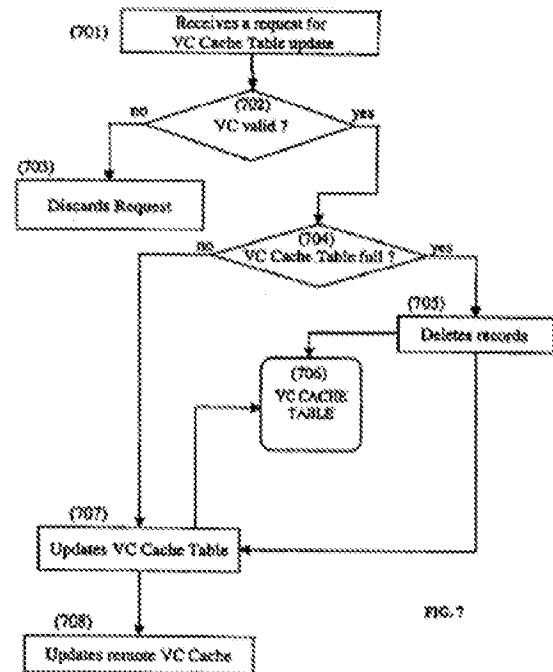 (701)
Receives a request for
VC Cache Table update
(702)
no
yes
VC valid ?
(703)
Discards Request
(704)
no
yes
VC Cache Table full ?
(705)
Deletes records
(706)
VC CACHE
TABLE
(707)
Updates VC Cache Table
FIG. 7
(708)
Updates remote VC Cache